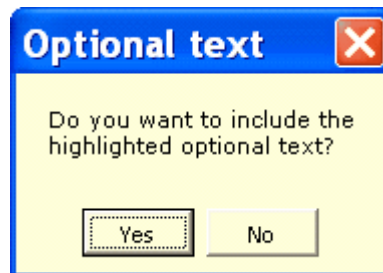 Optional text
Do you want to include the
highlighted optional text?
Yes No